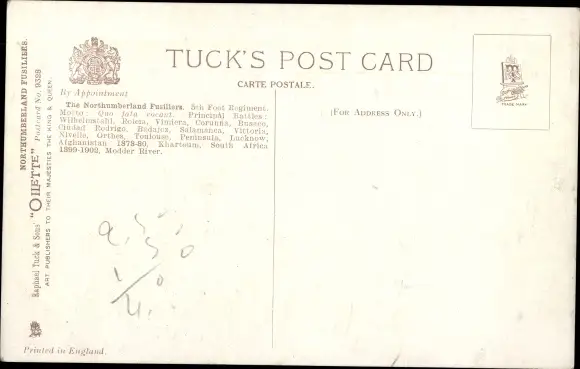 TUCK'S POST CARD
CARTE POSTALE.
By Appointment
(FOR ADDRESS ONLY.)
TRADE MARK
The Northumberland Fusiliers. 5th Foot Regiment.
Motto: Quo fata vocant. Principal Battles:
Wilhelmstahl, Roleia, Vimiera, Corunna, Busaco,
Ciudad Rodrigo, Badajoz, Salamanca, Vittoria,
Nivelle, Orthes, Toulouse, Peninsula, Lucknow,
Afghanistan 1878-80, Khartoum, South Africa
1899-1902, Modder River.
NORTHUMBERLAND FUSILIERS.
Raphael Tuck & Sons' "OILETTE" Postcard No. 9388
ART PUBLISHERS TO THEIR MAJESTIES THE KING & QUEEN.
Printed in England.